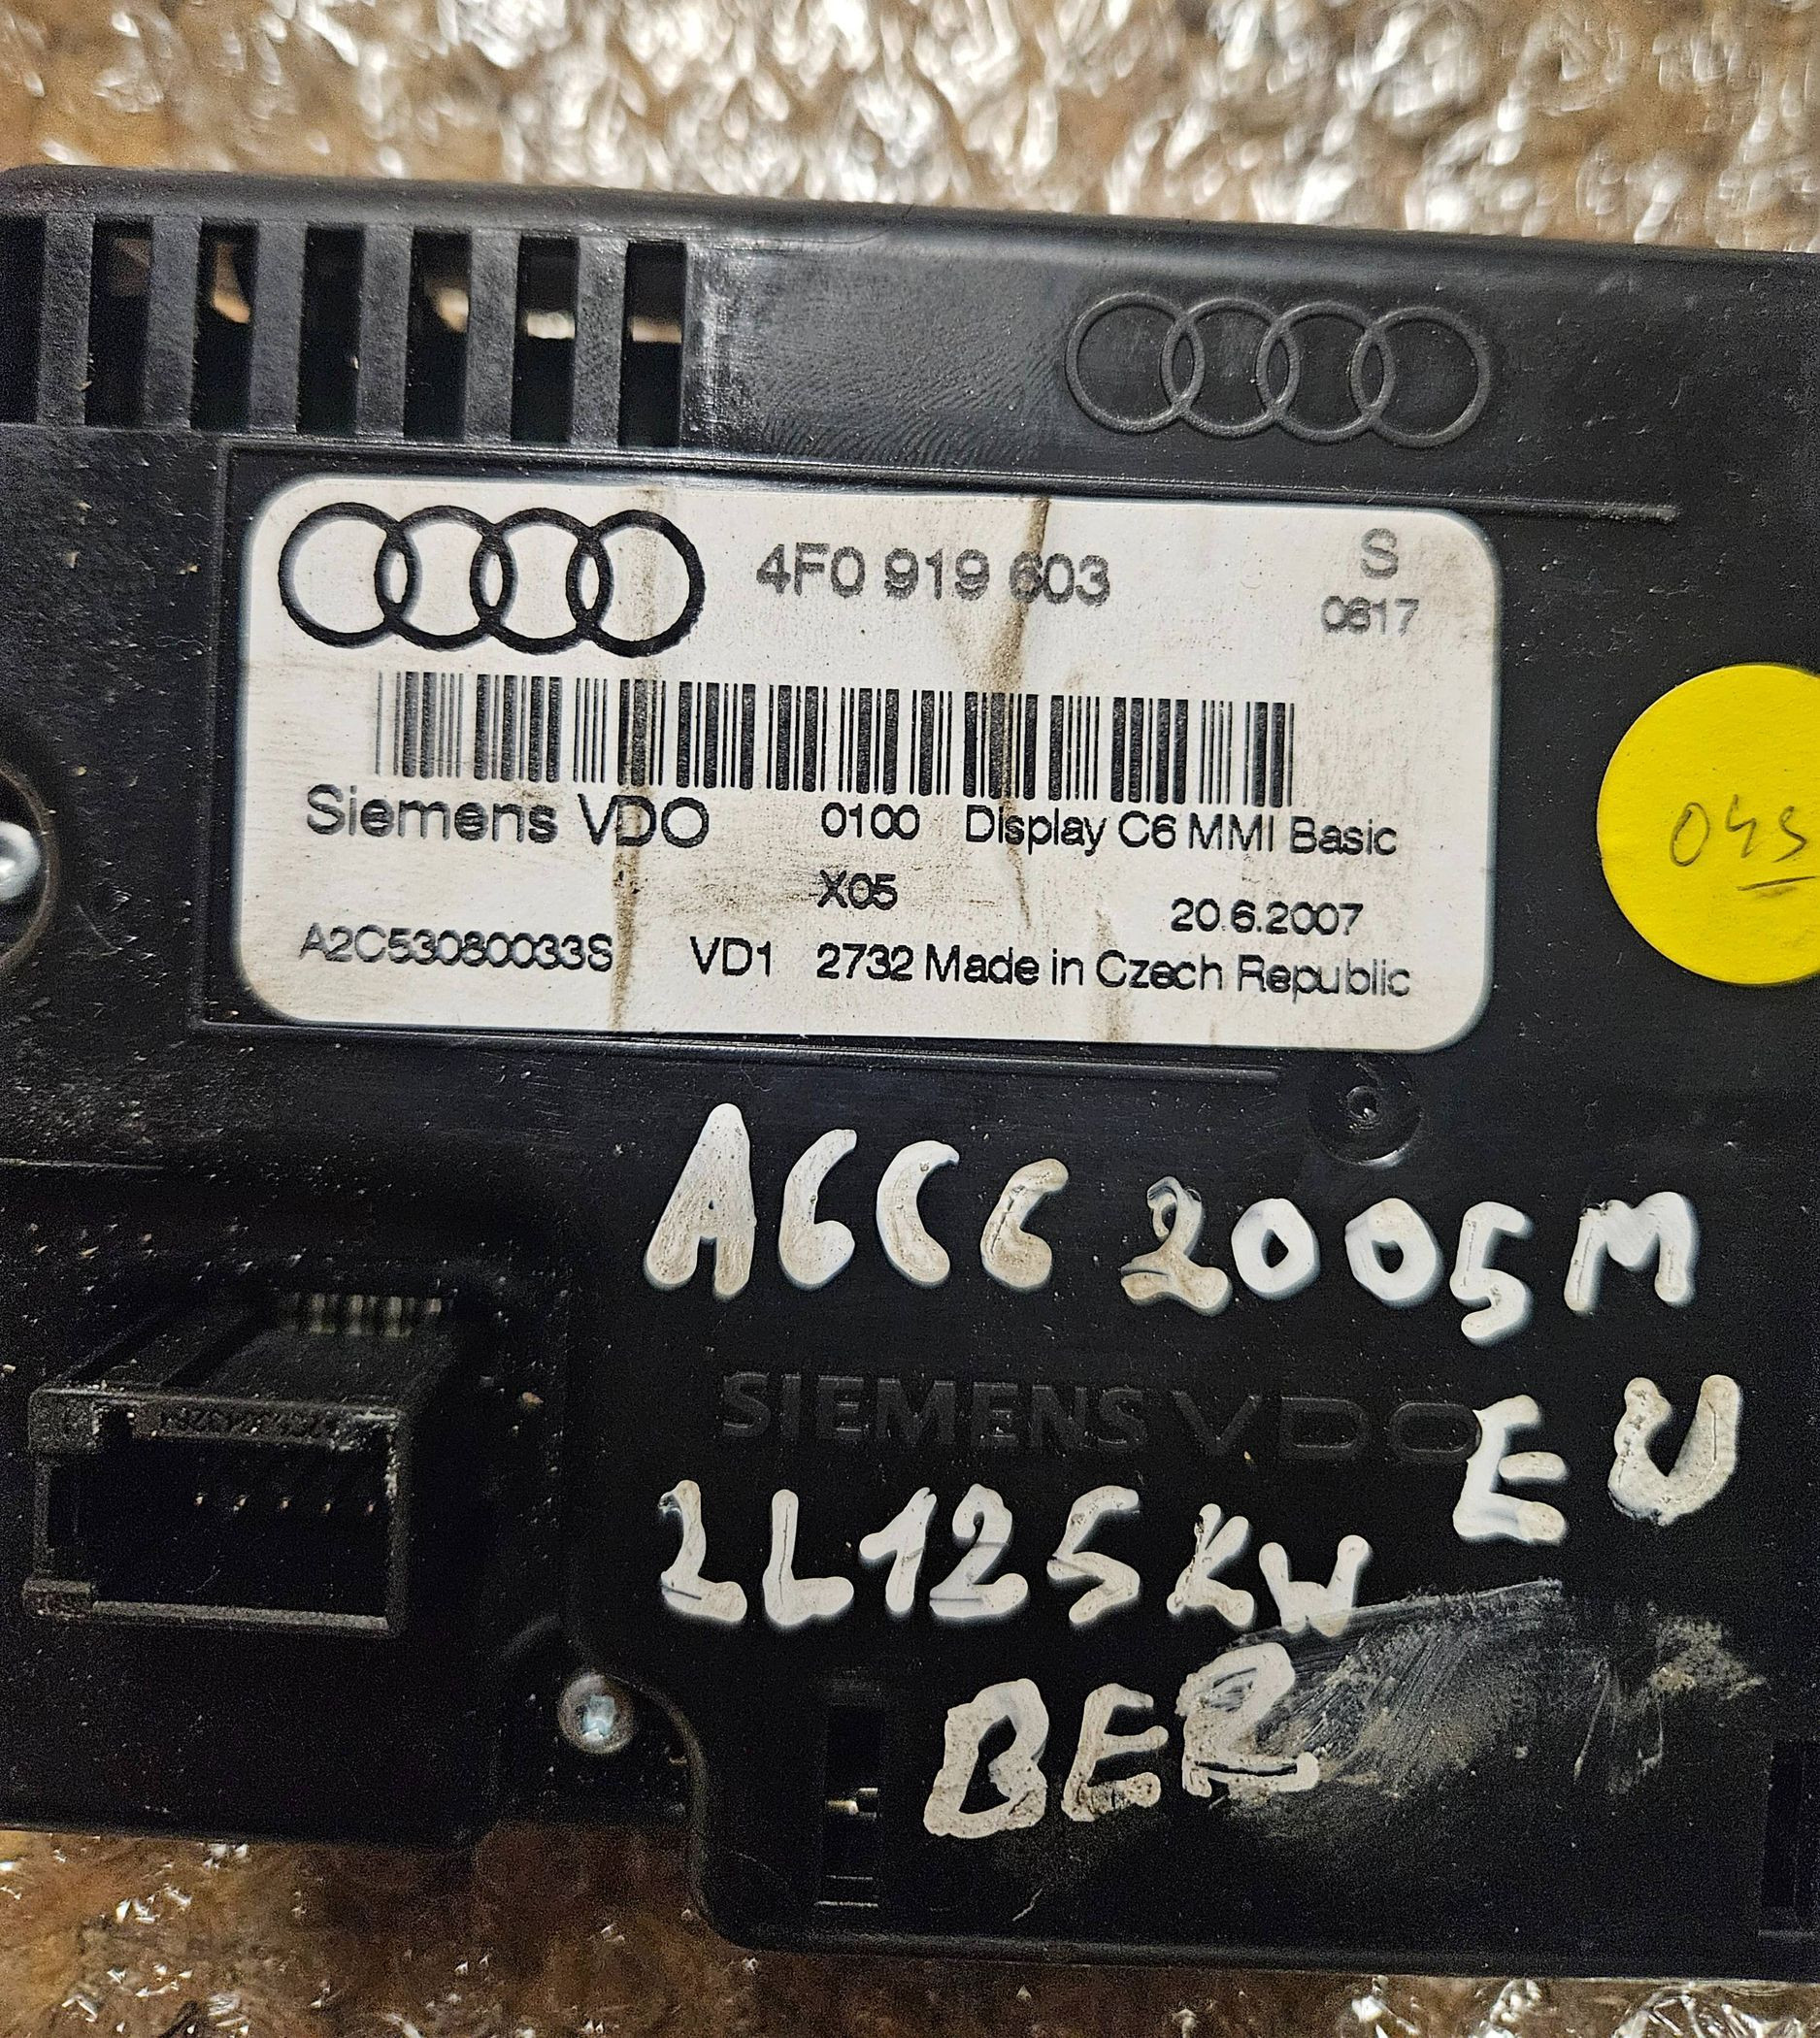 4F0 919 603 S
0617
Siemens VDO 0100 Display C6 MMI Basic
X05 20.6.2007
A2C53080033S VD1 2732 Made in Czech Republic
A6C6 2005M
SIEMENS VDO
EU
2L125KW
BER